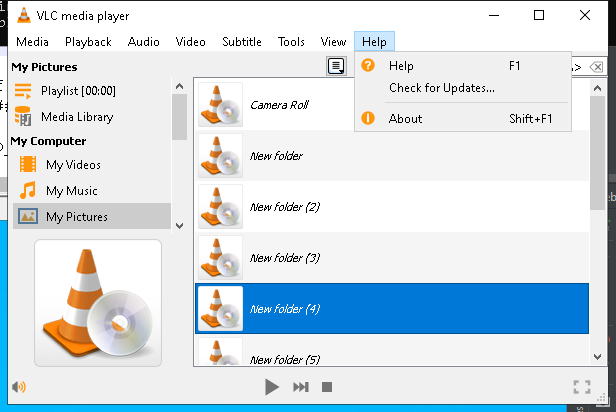 VLC media player
Media Playback Audio Video Subtitle Tools View Help
My Pictures
Playlist [00:00]
Media Library
My Computer
My Videos
My Music
My Pictures
Help F1
Check for Updates...
About Shift+F1
Camera Roll
New folder
New folder (2)
New folder (3)
New folder (4)
New folder (5)